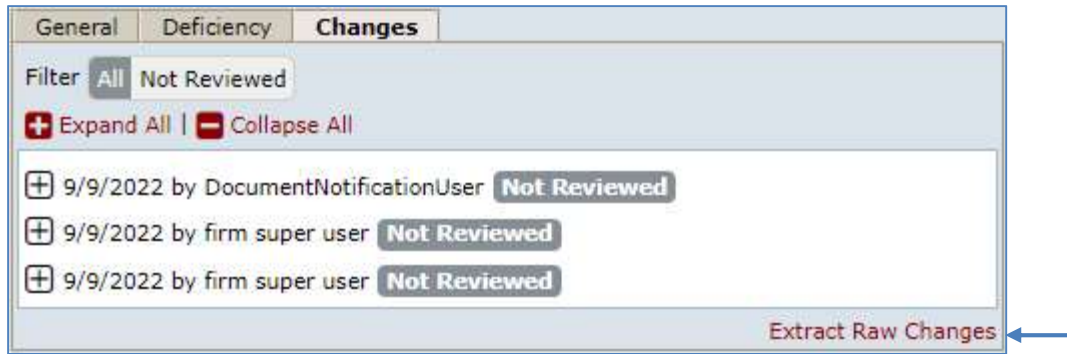 General Deficiency Changes
Filter All Not Reviewed
Expand All | Collapse All
9/9/2022 by DocumentNotificationUser Not Reviewed
9/9/2022 by firm super user Not Reviewed
9/9/2022 by firm super user Not Reviewed
Extract Raw Changes